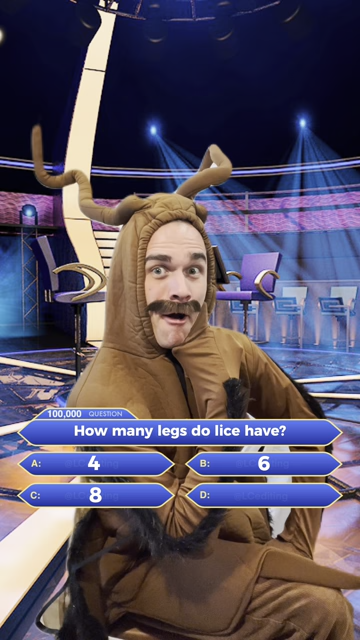 100,000 QUESTION
How many legs do lice have?
A: 4
B: 6
C: 8
D: